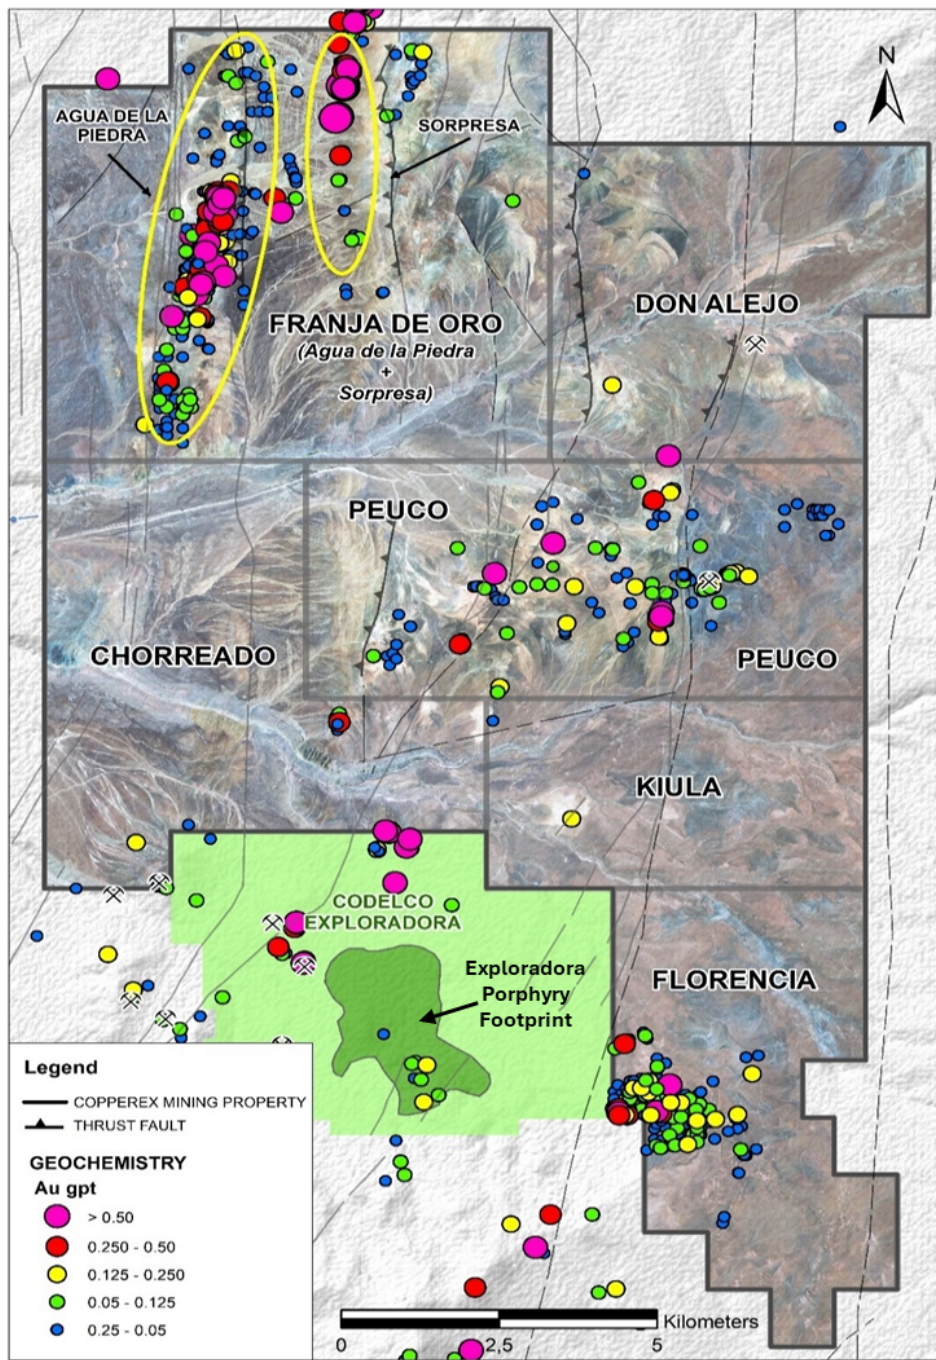 N
AGUA DE LA
PIEDRA
SORPRESA
DON ALEJO
FRANJA DE ORO
(Agua de la Piedra
+
Sorpresa)
PEUCO
CHORREADO
PEUCO
KIULA
CODELCO
EXPLORADORA
Exploradora
Porphyry
Footprint
FLORENCIA
Legend
COPPEREX MINING PROPERTY
THRUST FAULT
GEOCHEMISTRY
Au gpt
> 0.50
0.250 - 0.50
0.125 - 0.250
0.05 - 0.125
0.25 - 0.05
Kilometers
0 2,5 5